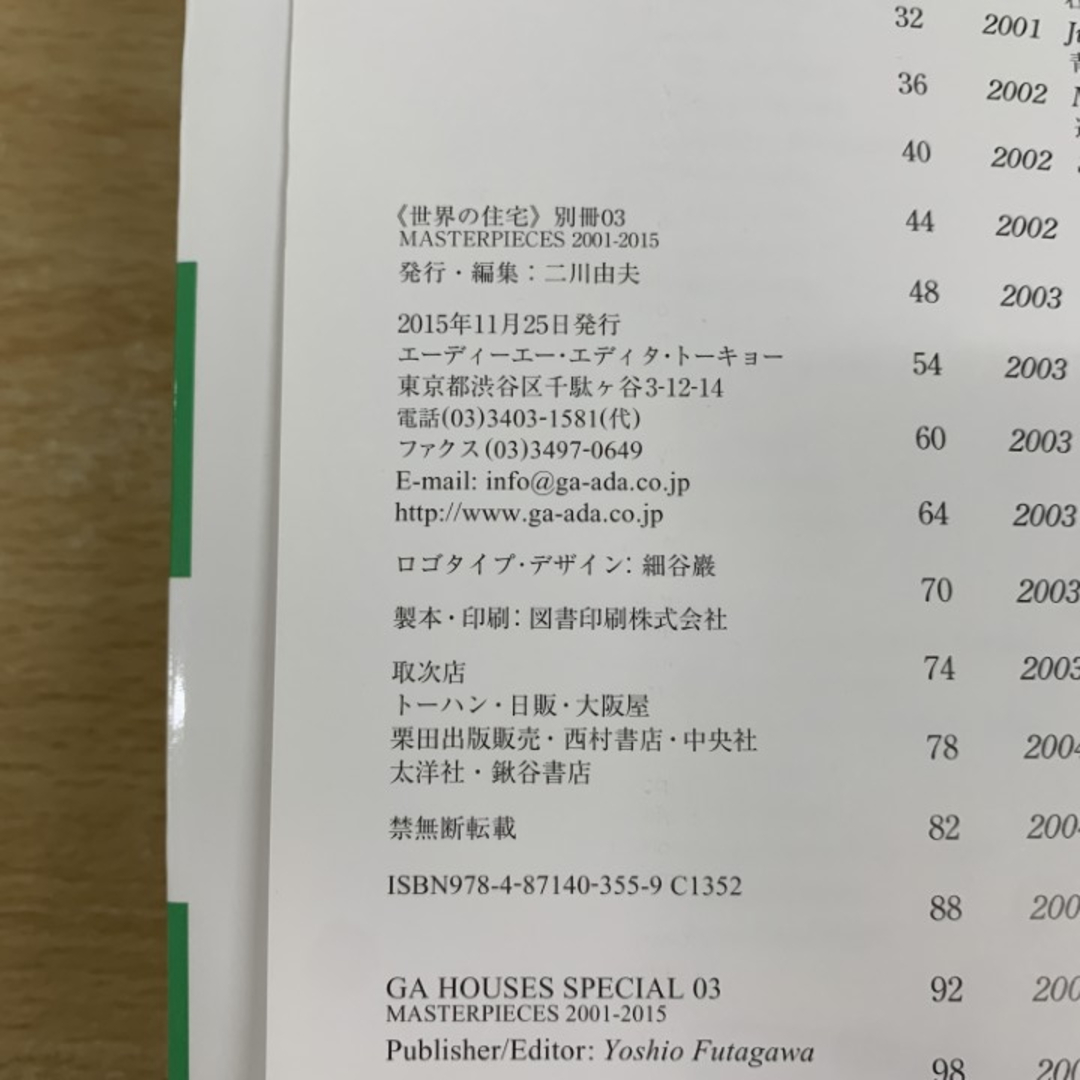 《世界の住宅》別冊03
MASTERPIECES 2001-2015
発行・編集：二川由夫
2015年11月25日発行
エーディーエー・エディタ・トーキョー
東京都渋谷区千駄ヶ谷3-12-14
電話(03)3403-1581(代)
ファクス(03)3497-0649
E-mail: info@ga-ada.co.jp
http://www.ga-ada.co.jp
ロゴタイプ・デザイン：細谷巖
製本・印刷：図書印刷株式会社
取次店
トーハン・日販・大阪屋
栗田出版販売・西村書店・中央社
太洋社・鍬谷書店
禁無断転載
ISBN978-4-87140-355-9 C1352
GA HOUSES SPECIAL 03
MASTERPIECES 2001-2015
Publisher/Editor: Yoshio Futagawa
32 2001
36 2002
40 2002
44 2002
48 2003
54 2003
60 2003
64 2003
70 2003
74 2003
78 2004
82
88
92
98